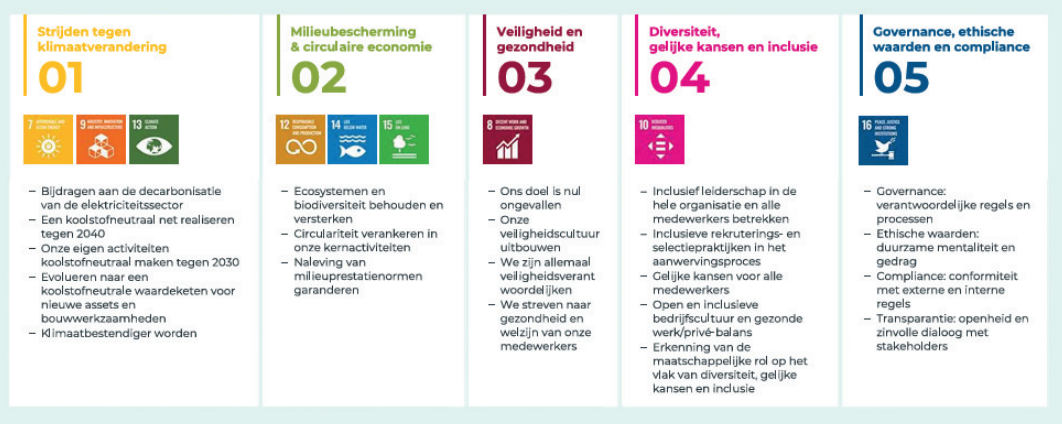 Strijden tegen
klimaatverandering
01
7 AFFORDABLE AND
CLEAN ENERGY
9 INDUSTRY, INNOVATION
AND INFRASTRUCTURE
13 CLIMATE
ACTION
– Bijdragen aan de decarbonisatie
van de elektriciteitssector
– Een koolstofneutraal net realiseren
tegen 2040
– Onze eigen activiteiten
koolstofneutraal maken tegen 2030
– Evolueren naar een
koolstofneutrale waardeketen voor
nieuwe assets en
bouwwerkzaamheden
– Klimaatbestendiger worden
Milieubescherming
& circulaire economie
02
12 RESPONSIBLE
CONSUMPTION
AND PRODUCTION
14 LIFE
BELOW WATER
15 LIFE
ON LAND
– Ecosystemen en
biodiversiteit behouden en
versterken
– Circulariteit verankeren in
onze kernactiviteiten
– Naleving van
milieuprestatienormen
garanderen
Veiligheid en
gezondheid
03
8 DECENT WORK AND
ECONOMIC GROWTH
– Ons doel is nul
ongevallen
– Onze
veiligheidscultuur
uitbouwen
– We zijn allemaal
veiligheidsverant
woordelijken
– We streven naar
gezondheid en
welzijn van onze
medewerkers
Diversiteit,
gelijke kansen en inclusie
04
10 REDUCED
INEQUALITIES
– Inclusief leiderschap in de
hele organisatie en alle
medewerkers betrekken
– Inclusieve rekruterings- en
selectiepraktijken in het
aanwervingsproces
– Gelijke kansen voor alle
medewerkers
– Open en inclusieve
bedrijfscultuur en gezonde
werk/privé-balans
– Erkenning van de
maatschappelijke rol op het
vlak van diversiteit, gelijke
kansen en inclusie
Governance, ethische
waarden en compliance
05
16 PEACE, JUSTICE
AND STRONG
INSTITUTIONS
– Governance:
verantwoordelijke regels en
processen
– Ethische waarden:
duurzame mentaliteit en
gedrag
– Compliance: conformiteit
met externe en interne
regels
– Transparantie: openheid en
zinvolle dialoog met
stakeholders